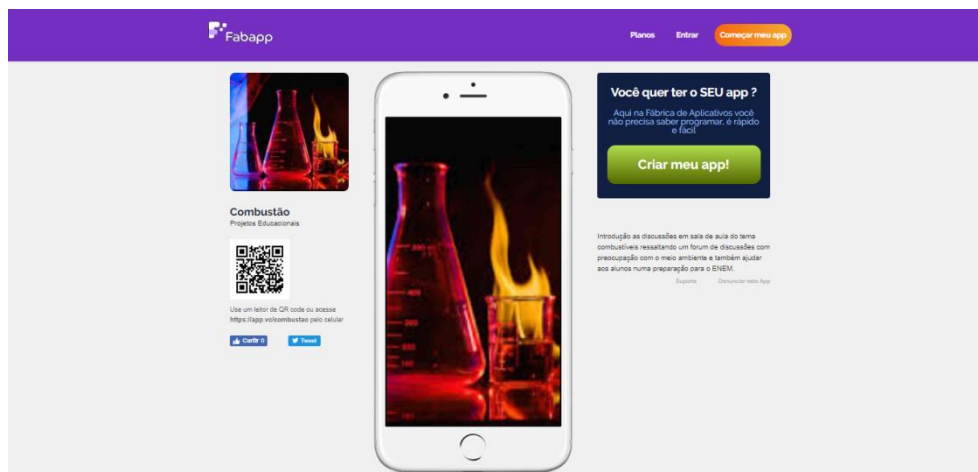 Fabapp
Planos
Entrar
Começar meu app
Combustão
Projetos Educacionais
Use um leitor de QR code ou acesse
https://app.vc/combustao pelo celular
Curtir 0
Tweet
Você quer ter o SEU app ?
Aqui na Fábrica de Aplicativos você
não precisa saber programar, é rápido
e fácil
Criar meu app!
Introdução as discussões em sala de aula do tema
combustíveis ressaltando um forum de discussões com
preocupação com o meio ambiente e também ajudar
aos alunos numa preparação para o ENEM.
Suporte
Denunciar este App